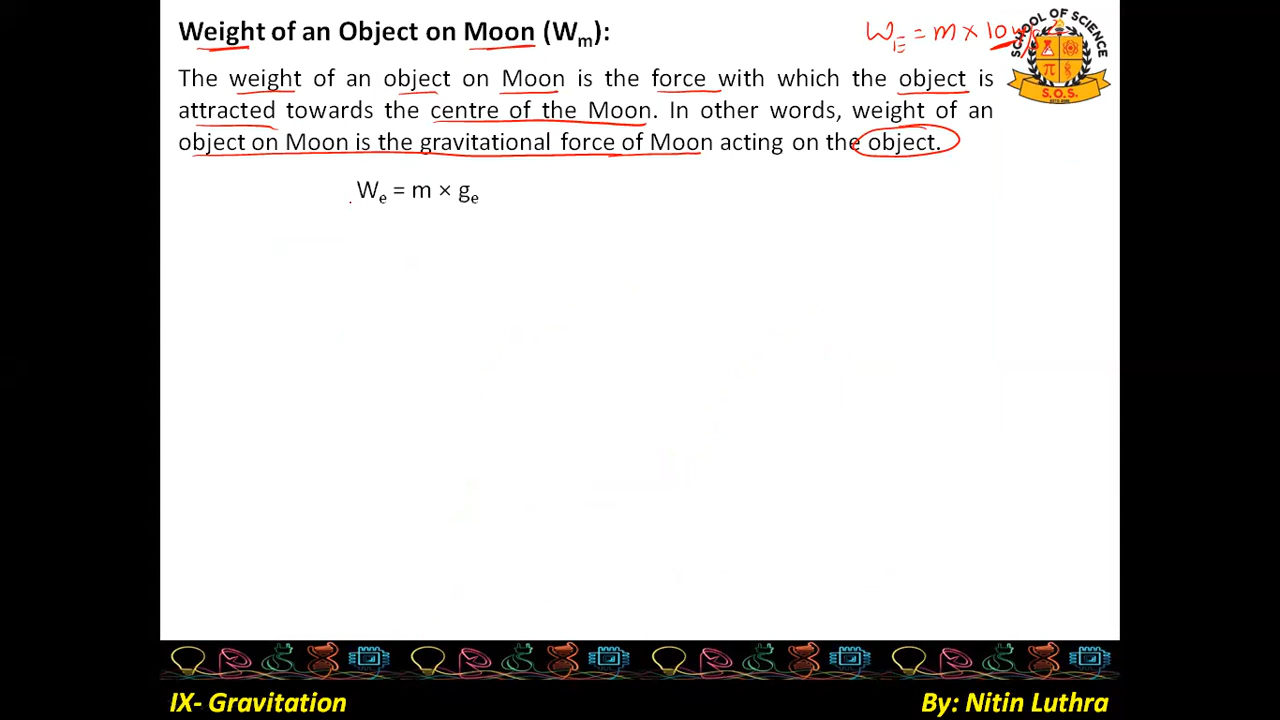 Weight of an Object on Moon (Wm):
WE = m × 10
SCHOOL OF SCIENCE
S.O.S.
The weight of an object on Moon is the force with which the object is
attracted towards the centre of the Moon. In other words, weight of an
object on Moon is the gravitational force of Moon acting on the object.
We = m × ge
IX- Gravitation
By: Nitin Luthra